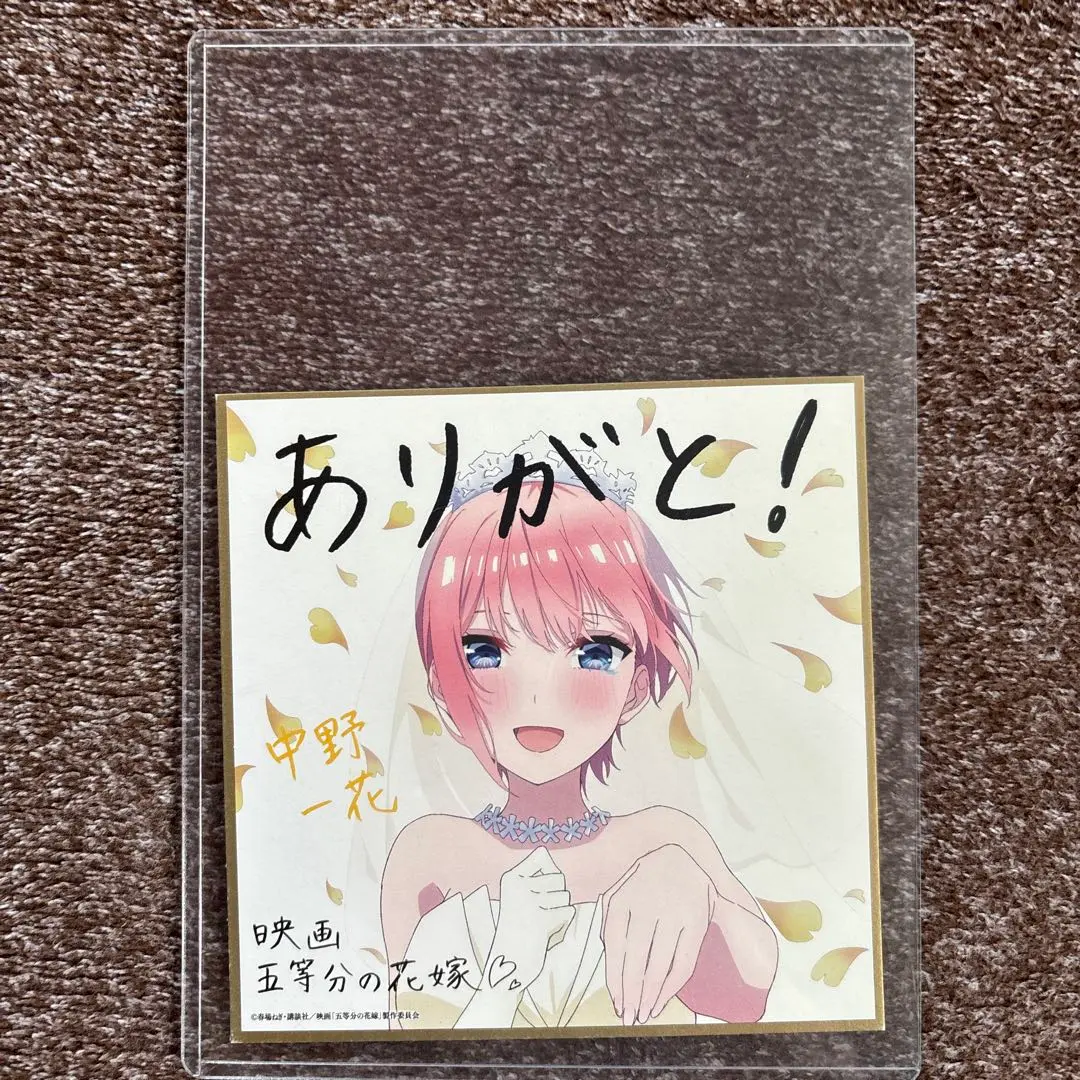 ありがと!
中野
一花
映画
五等分の花嫁♡。
©春場ねぎ・講談社／映画「五等分の花嫁」製作委員会